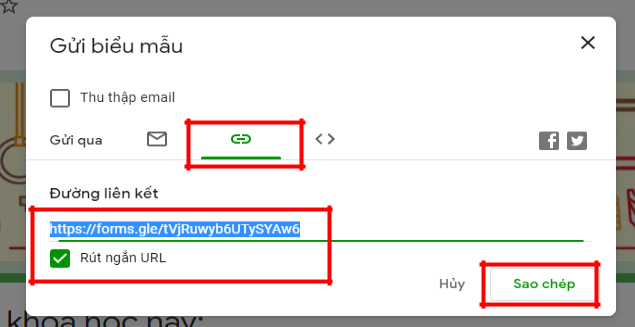 Gửi biểu mẫu
Thu thập email
Gửi qua
Đường liên kết
https://forms.gle/tVjRuwyb6UTySYAw6
Rút ngắn URL
Hủy
Sao chép
khóa học này: